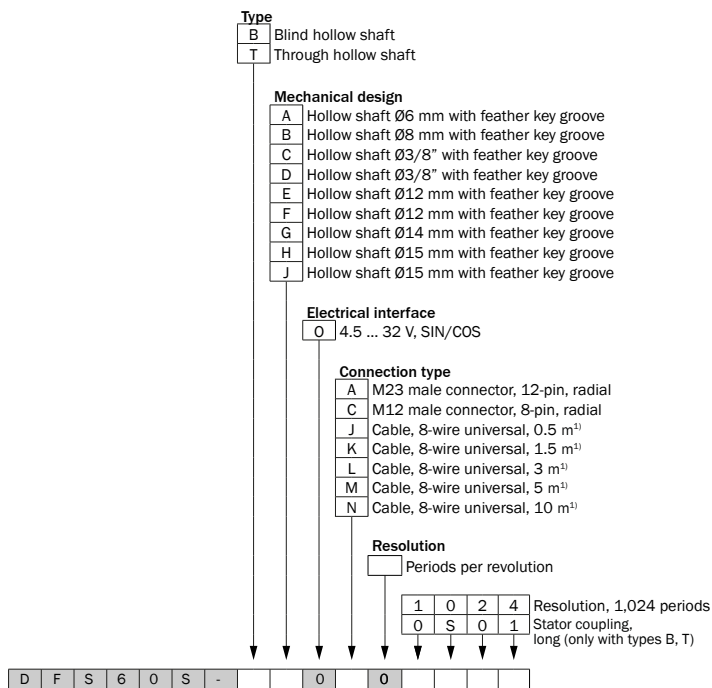 Type
B Blind hollow shaft
T Through hollow shaft
Mechanical design
A Hollow shaft Ø6 mm with feather key groove
B Hollow shaft Ø8 mm with feather key groove
C Hollow shaft Ø3/8” with feather key groove
D Hollow shaft Ø3/8” with feather key groove
E Hollow shaft Ø12 mm with feather key groove
F Hollow shaft Ø12 mm with feather key groove
G Hollow shaft Ø14 mm with feather key groove
H Hollow shaft Ø15 mm with feather key groove
J Hollow shaft Ø15 mm with feather key groove
Electrical interface
0 4.5 ... 32 V, SIN/COS
Connection type
A M23 male connector, 12-pin, radial
C M12 male connector, 8-pin, radial
J Cable, 8-wire universal, 0.5 m¹⁾
K Cable, 8-wire universal, 1.5 m¹⁾
L Cable, 8-wire universal, 3 m¹⁾
M Cable, 8-wire universal, 5 m¹⁾
N Cable, 8-wire universal, 10 m¹⁾
Resolution
Periods per revolution
1 0 2 4 Resolution, 1,024 periods
0 S 0 1 Stator coupling,
long (only with types B, T)
D F S 6 0 S - 0 0